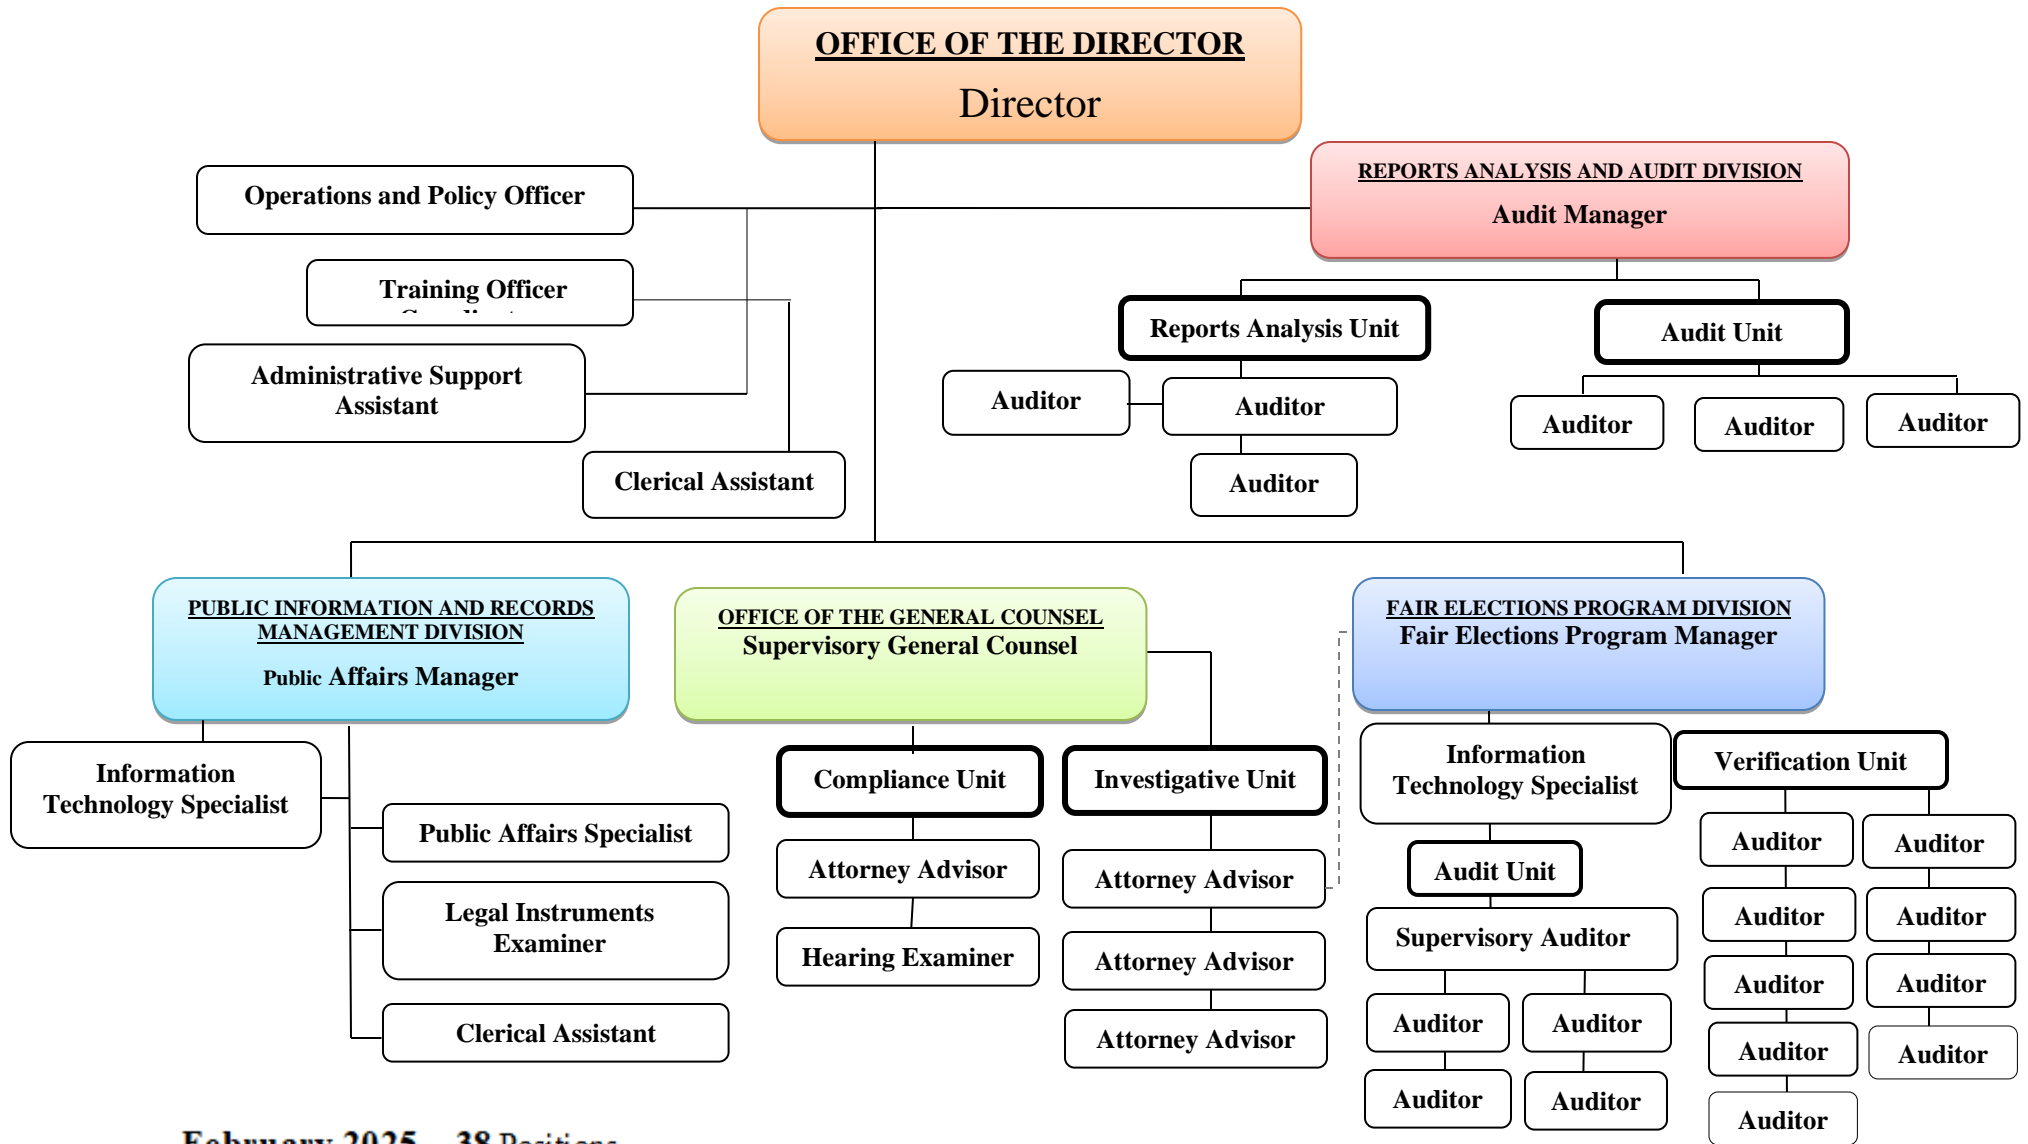 OFFICE OF THE DIRECTOR
Director
REPORTS ANALYSIS AND AUDIT DIVISION
Audit Manager
Operations and Policy Officer
Training Officer
Administrative Support
Assistant
Clerical Assistant
Reports Analysis Unit
Auditor
Auditor
Auditor
Audit Unit
Auditor
Auditor
Auditor
PUBLIC INFORMATION AND RECORDS
MANAGEMENT DIVISION
Public Affairs Manager
Information
Technology Specialist
Public Affairs Specialist
Legal Instruments
Examiner
Clerical Assistant
OFFICE OF THE GENERAL COUNSEL
Supervisory General Counsel
Compliance Unit
Attorney Advisor
Hearing Examiner
Investigative Unit
Attorney Advisor
Attorney Advisor
Attorney Advisor
FAIR ELECTIONS PROGRAM DIVISION
Fair Elections Program Manager
Information
Technology Specialist
Audit Unit
Supervisory Auditor
Auditor
Auditor
Auditor
Auditor
Verification Unit
Auditor
Auditor
Auditor
Auditor
Auditor
Auditor
Auditor
Auditor
Auditor
February 2025 38 Positions